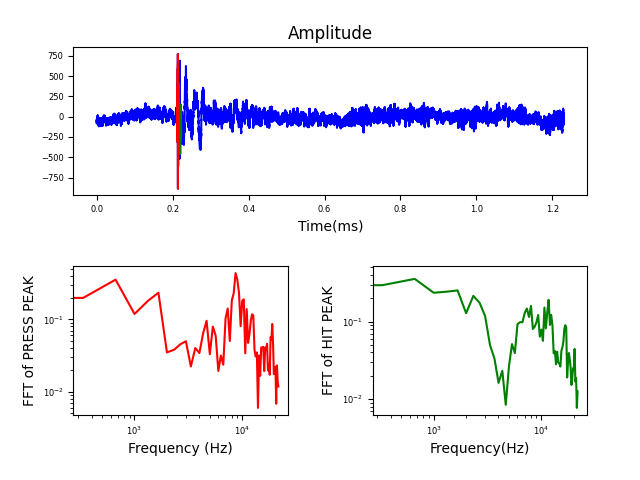 Amplitude
750
500
250
0
−250
−500
−750
0.0 0.2 0.4 0.6 0.8 1.0 1.2
Time(ms)
FFT of PRESS PEAK
10⁻¹
10⁻²
10³ 10⁴
Frequency (Hz)
FFT of HIT PEAK
10⁻¹
10⁻²
10³ 10⁴
Frequency(Hz)